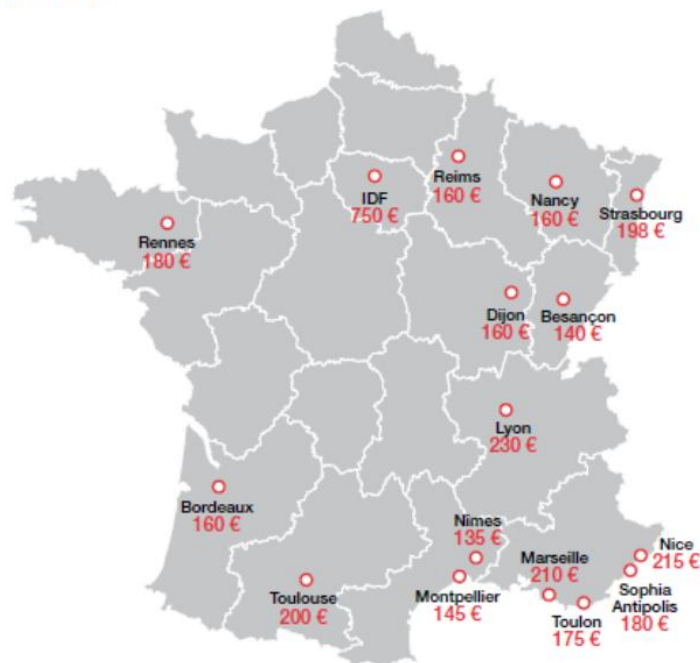 Reims
160 €
IDF
750 €
Nancy
160 €
Strasbourg
198 €
Rennes
180 €
Dijon
160 €
Besançon
140 €
Lyon
230 €
Bordeaux
160 €
Nimes
135 €
Nice
215 €
Marseille
210 €
Toulouse
200 €
Montpellier
145 €
Sophia
Antipolis
180 €
Toulon
175 €